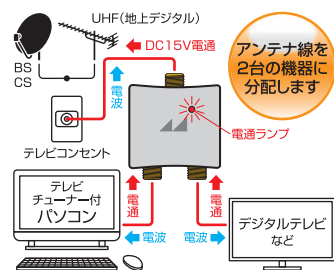 UHF(地上デジタル)
DC15V電通
アンテナ線を
2台の機器に
分配します
BS
CS
電波
テレビコンセント
電通ランプ
テレビ
チューナー付
パソコン
電通
電通
電波
電波
デジタルテレビ
など